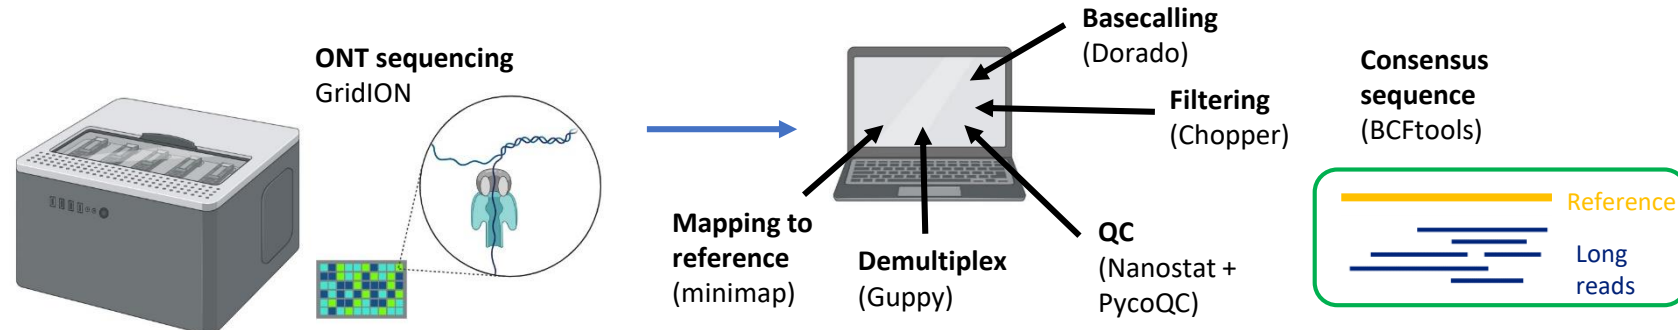 ONT sequencing
GridION
Basecalling
(Dorado)
Filtering
(Chopper)
Mapping to
reference
(minimap)
Demultiplex
(Guppy)
QC
(Nanostat +
PycoQC)
Consensus
sequence
(BCFtools)
Reference
Long
reads